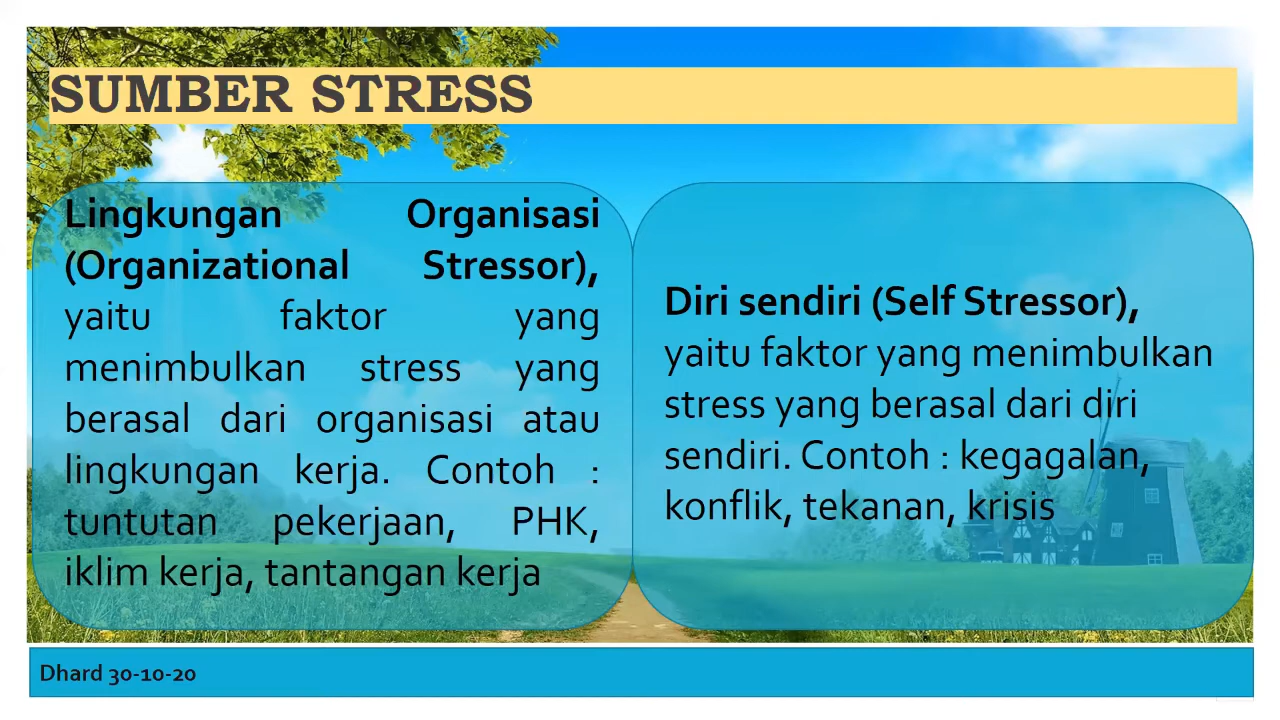 SUMBER STRESS
Lingkungan Organisasi
(Organizational Stressor),
yaitu faktor yang
menimbulkan stress yang
berasal dari organisasi atau
lingkungan kerja. Contoh :
tuntutan pekerjaan, PHK,
iklim kerja, tantangan kerja
Diri sendiri (Self Stressor),
yaitu faktor yang menimbulkan
stress yang berasal dari diri
sendiri. Contoh : kegagalan,
konflik, tekanan, krisis
Dhard 30-10-20